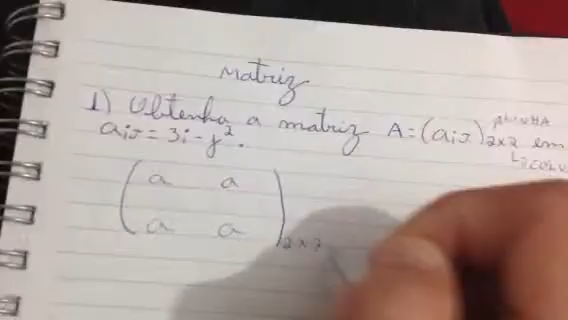 Matriz
1) Obtenha a matriz A=(aij)2x2 em
aij = 3i - j².
a a
a a
2x2